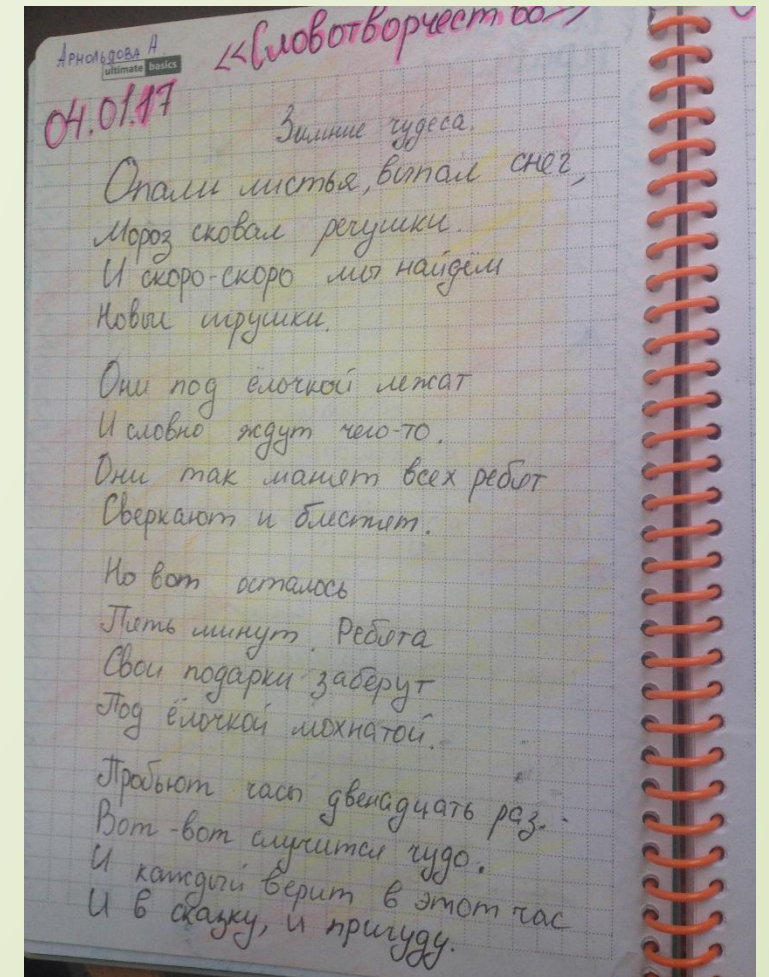 «Словотворчество»
Арнольдова А.
ultimate basics
04.01.17
Зимние чудеса.
Опали листья, выпал снег,
Мороз сковал речушки.
И скоро-скоро мы найдём
Новые игрушки.
Они под ёлочкой лежат
И словно ждут чего-то.
Они так манят всех ребят
Сверкают и блестят.
Но вот осталось
Пять минут. Ребята
Свои подарки заберут
Под ёлочкой мохнатой.
Пробьют часы двенадцать раз.
Вот-вот случится чудо.
И каждый верит в этот час
И в сказку, и причуду.